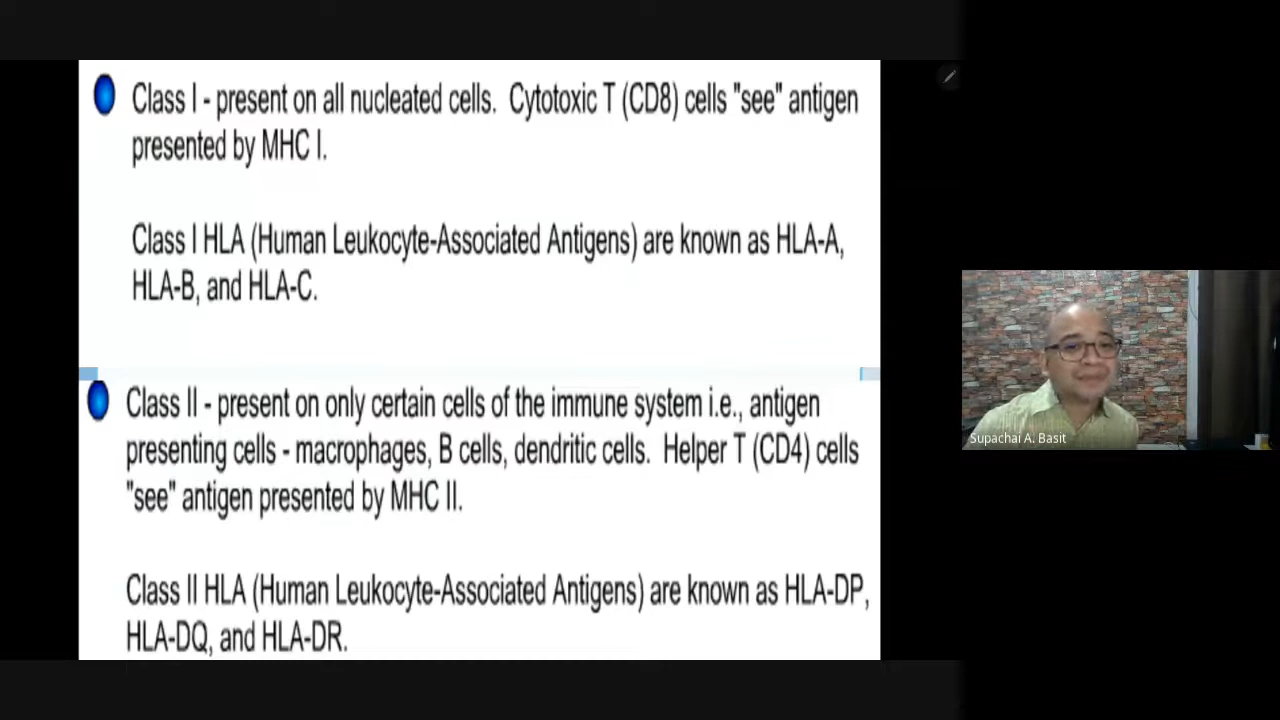 Class I - present on all nucleated cells. Cytotoxic T (CD8) cells "see" antigen
presented by MHC I.
Class I HLA (Human Leukocyte-Associated Antigens) are known as HLA-A,
HLA-B, and HLA-C.
Class II - present on only certain cells of the immune system i.e., antigen
presenting cells - macrophages, B cells, dendritic cells. Helper T (CD4) cells
"see" antigen presented by MHC II.
Class II HLA (Human Leukocyte-Associated Antigens) are known as HLA-DP,
HLA-DQ, and HLA-DR.
Supachai A. Basit